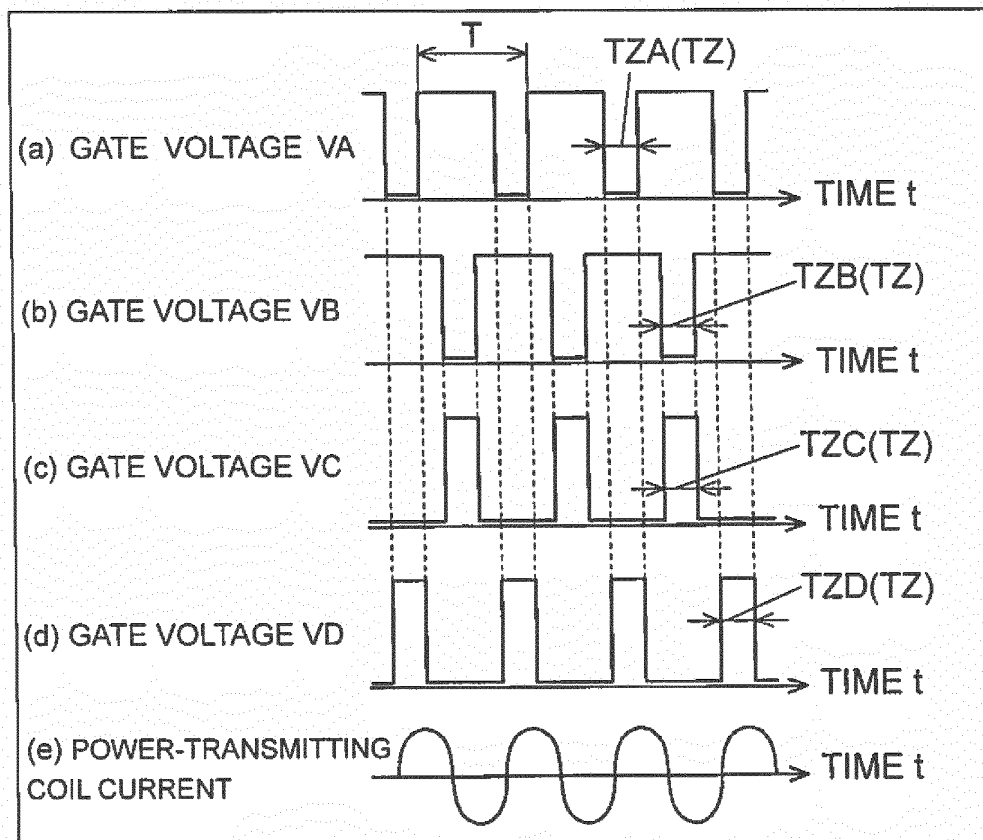 T
TZA(TZ)
(a) GATE VOLTAGE VA
TIME t
TZB(TZ)
(b) GATE VOLTAGE VB
TIME t
TZC(TZ)
(c) GATE VOLTAGE VC
TIME t
TZD(TZ)
(d) GATE VOLTAGE VD
TIME t
(e) POWER-TRANSMITTING
COIL CURRENT
TIME t